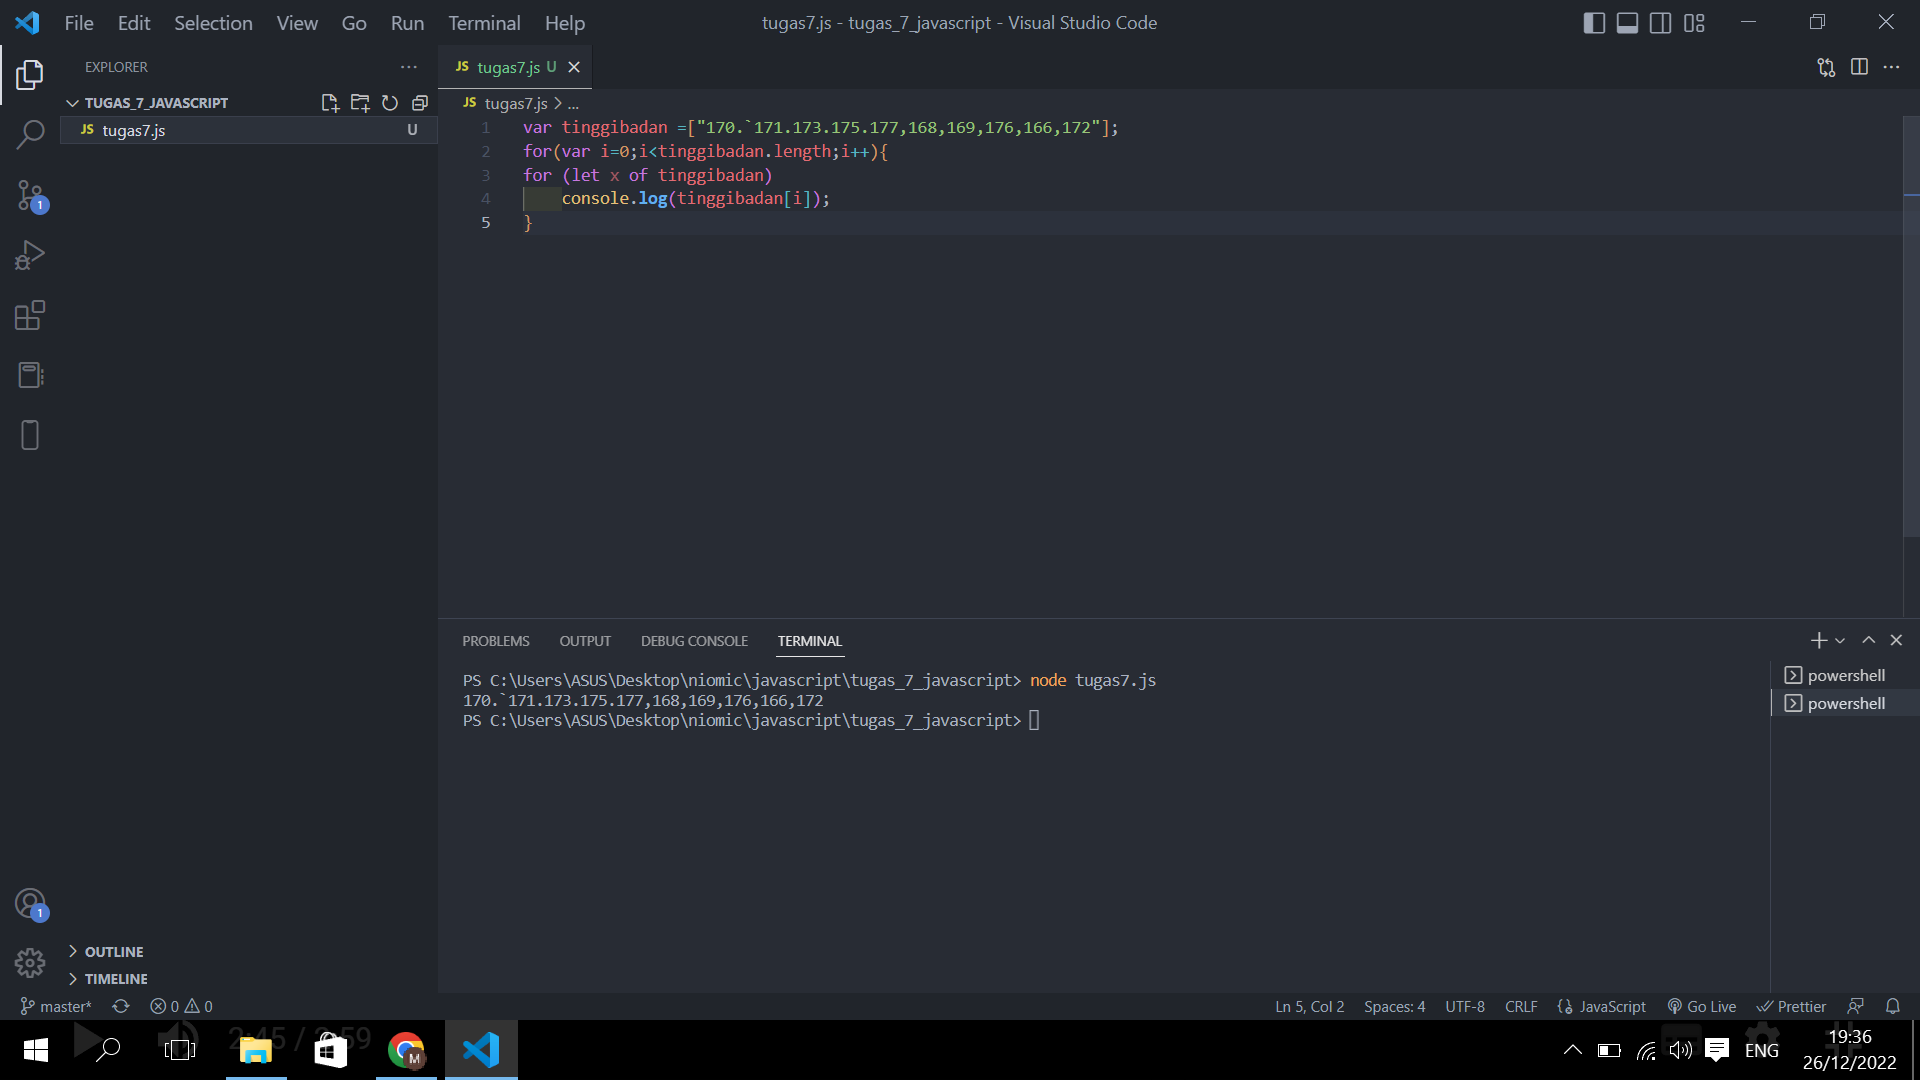 File Edit Selection View Go Run Terminal Help
tugas7.js - tugas_7_javascript - Visual Studio Code
EXPLORER
TUGAS_7_JAVASCRIPT
JS tugas7.js U
1
1
OUTLINE
TIMELINE
JS tugas7.js U
JS tugas7.js > ...
1 var tinggibadan =["170.`171.173.175.177,168,169,176,166,172"];
2 for(var i=0;i<tinggibadan.length;i++){
3 for (let x of tinggibadan)
4 console.log(tinggibadan[i]);
5 }
PROBLEMS OUTPUT DEBUG CONSOLE TERMINAL
PS C:\Users\ASUS\Desktop\niomic\javascript\tugas_7_javascript> node tugas7.js
170.`171.173.175.177,168,169,176,166,172
PS C:\Users\ASUS\Desktop\niomic\javascript\tugas_7_javascript>
powershell
powershell
master* 0 0
Ln 5, Col 2 Spaces: 4 UTF-8 CRLF {} JavaScript Go Live Prettier
2:45 / 2:59
M
ENG
19:36
26/12/2022